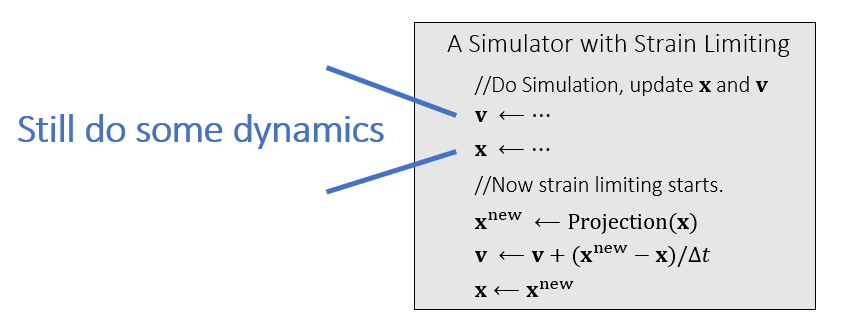 A Simulator with Strain Limiting
//Do Simulation, update x and v
v ⟵ ⋯
Still do some dynamics
x ⟵ ⋯
//Now strain limiting starts.
x^new ⟵ Projection(x)
v ⟵ v + (x^new − x)/Δt
x ⟵ x^new